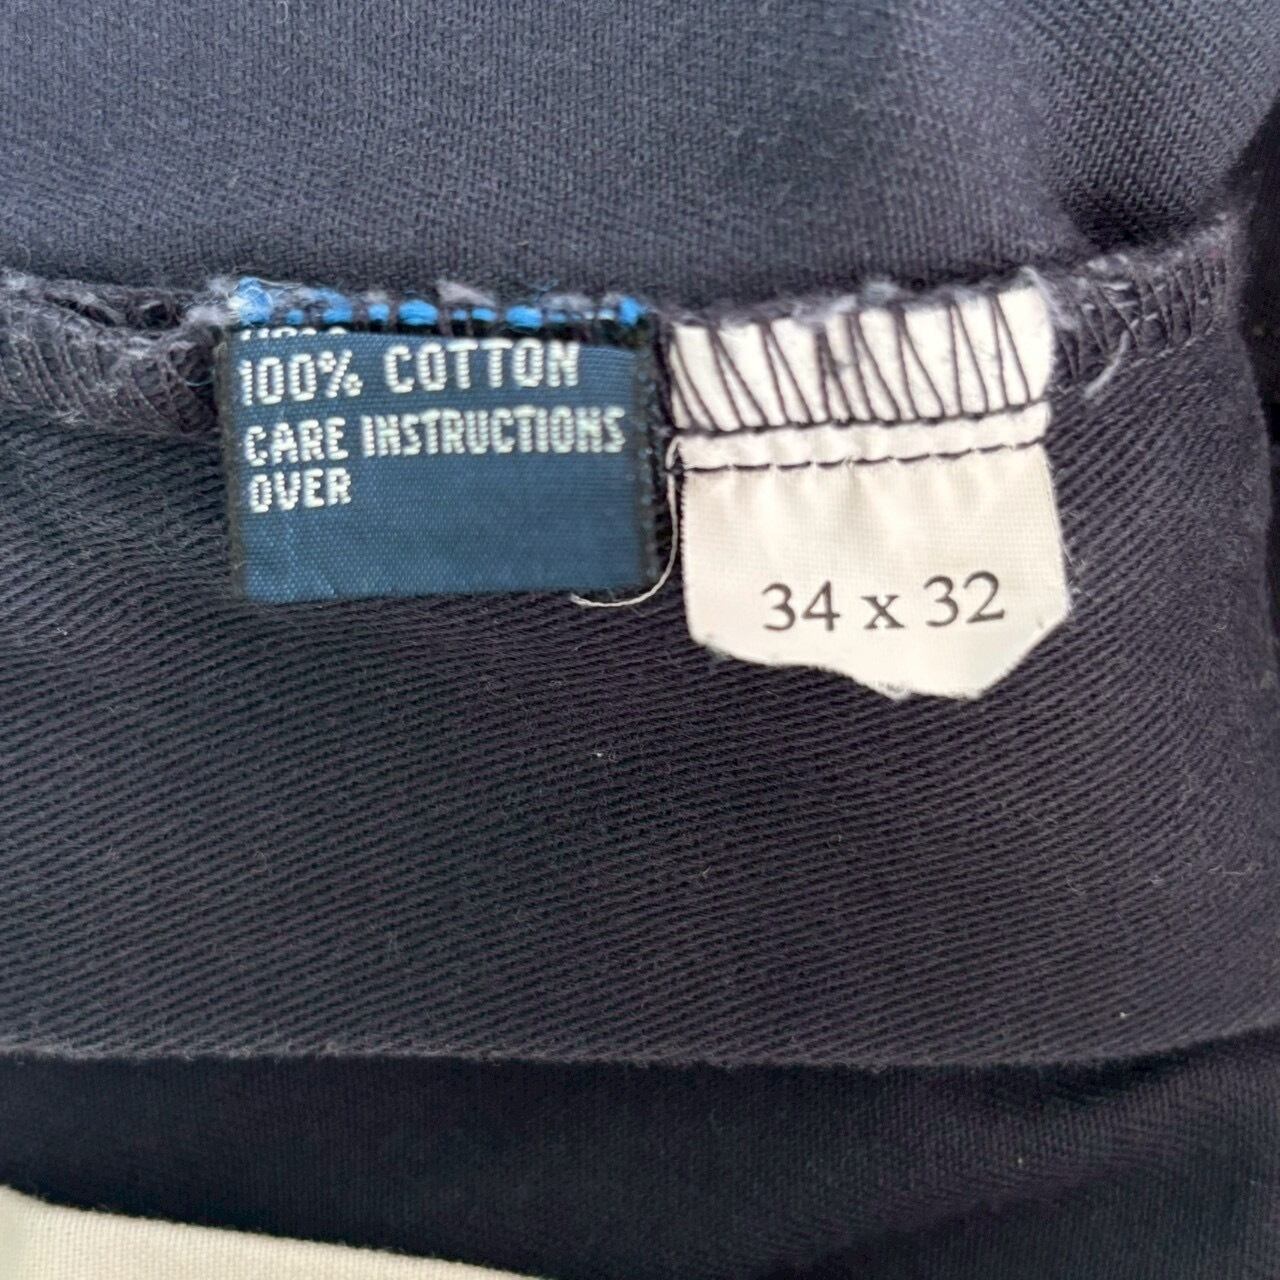 100% COTTON
CARE INSTRUCTIONS
OVER
34 x 32